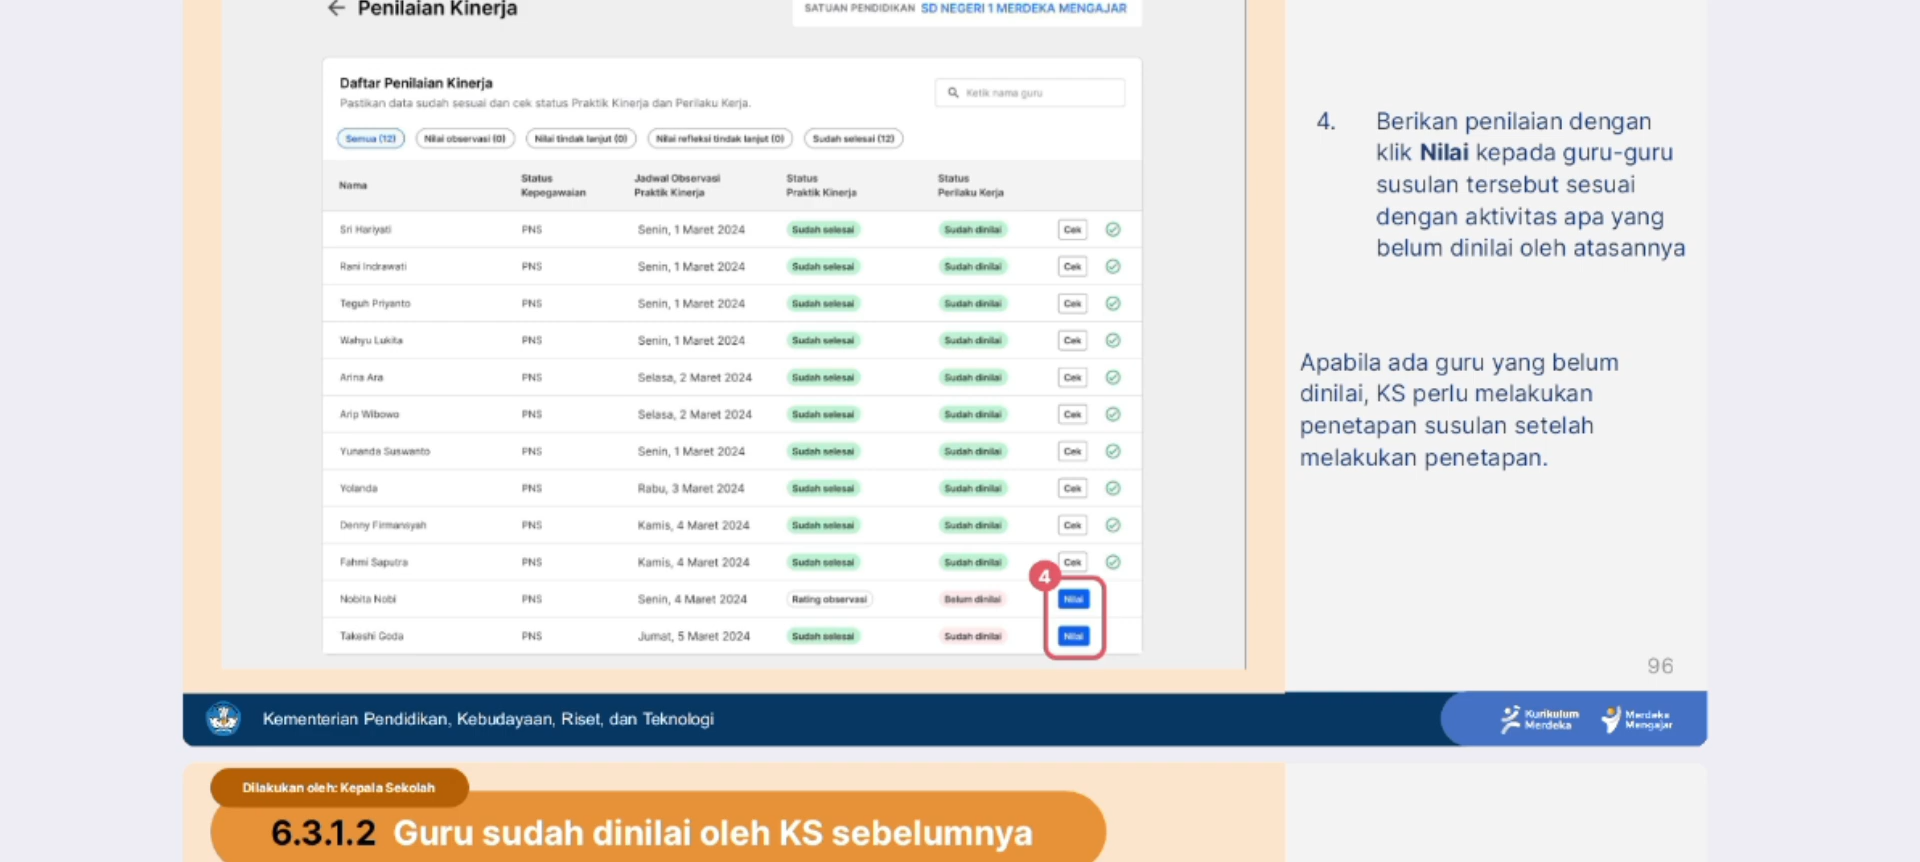 ← Penilaian Kinerja
SATUAN PENDIDIKAN SD NEGERI 1 MERDEKA MENGAJAR
Daftar Penilaian Kinerja
Pastikan data sudah sesuai dan cek status Praktik Kinerja dan Perilaku Kerja.
Ketik nama guru
Semua (12) Nilai observasi (0) Nilai tindak lanjut (0) Nilai refleksi tindak lanjut (0) Sudah selesai (12)
Nama Status Kepegawaian Jadwal Observasi Praktik Kinerja Status Praktik Kinerja Status Perilaku Kerja
Sri Hariyati PNS Senin, 1 Maret 2024 Sudah selesai Sudah dinilai Cek
Rani Indrawati PNS Senin, 1 Maret 2024 Sudah selesai Sudah dinilai Cek
Teguh Priyanto PNS Senin, 1 Maret 2024 Sudah selesai Sudah dinilai Cek
Wahyu Lukita PNS Senin, 1 Maret 2024 Sudah selesai Sudah dinilai Cek
Arina Ara PNS Selasa, 2 Maret 2024 Sudah selesai Sudah dinilai Cek
Arip Wibowo PNS Selasa, 2 Maret 2024 Sudah selesai Sudah dinilai Cek
Yunanda Suswanto PNS Senin, 1 Maret 2024 Sudah selesai Sudah dinilai Cek
Yolanda PNS Rabu, 3 Maret 2024 Sudah selesai Sudah dinilai Cek
Denny Firmansyah PNS Kamis, 4 Maret 2024 Sudah selesai Sudah dinilai Cek
Fahmi Saputra PNS Kamis, 4 Maret 2024 Sudah selesai Sudah dinilai Cek
4
Nobita Nobi PNS Senin, 4 Maret 2024 Rating observasi Belum dinilai Nilai
Takeshi Goda PNS Jumat, 5 Maret 2024 Sudah selesai Sudah dinilai Nilai
4. Berikan penilaian dengan
klik Nilai kepada guru-guru
susulan tersebut sesuai
dengan aktivitas apa yang
belum dinilai oleh atasannya
Apabila ada guru yang belum
dinilai, KS perlu melakukan
penetapan susulan setelah
melakukan penetapan.
96
Kementerian Pendidikan, Kebudayaan, Riset, dan Teknologi
Kurikulum
Merdeka
Merdeka
Mengajar
Dilakukan oleh: Kepala Sekolah
6.3.1.2 Guru sudah dinilai oleh KS sebelumnya